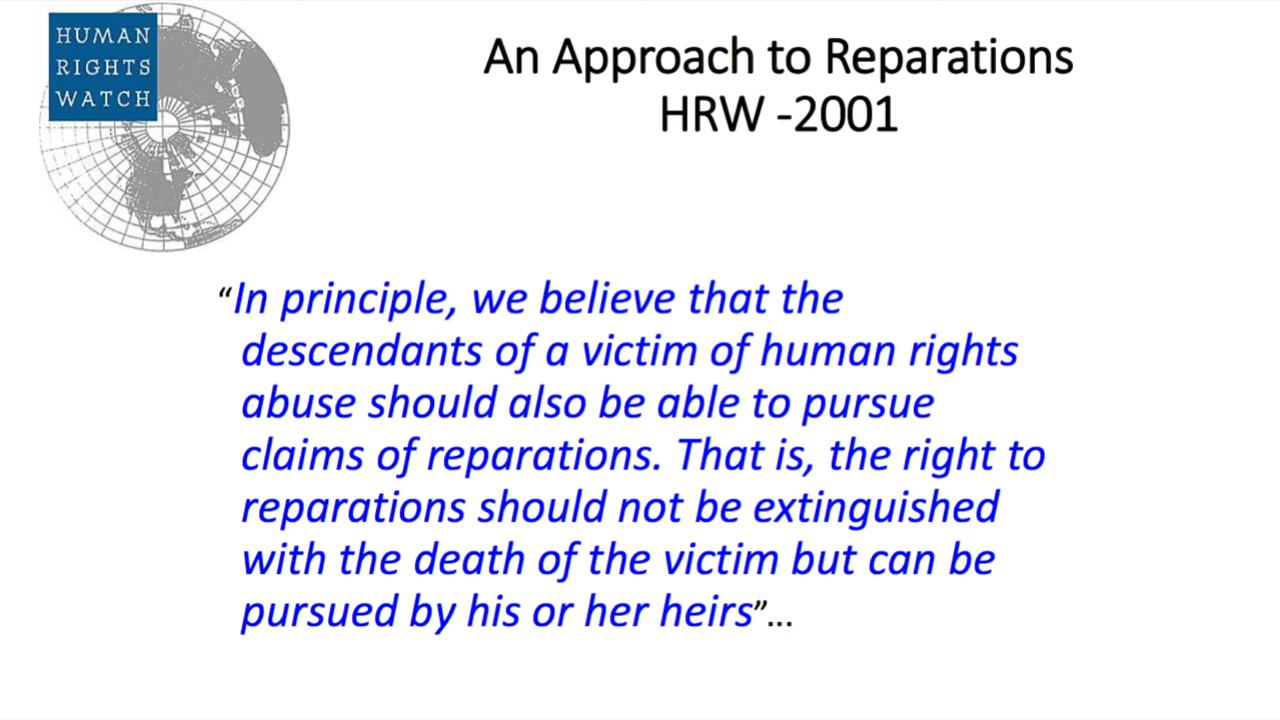 HUMAN
RIGHTS
WATCH
An Approach to Reparations
HRW -2001
“In principle, we believe that the
descendants of a victim of human rights
abuse should also be able to pursue
claims of reparations. That is, the right to
reparations should not be extinguished
with the death of the victim but can be
pursued by his or her heirs”...